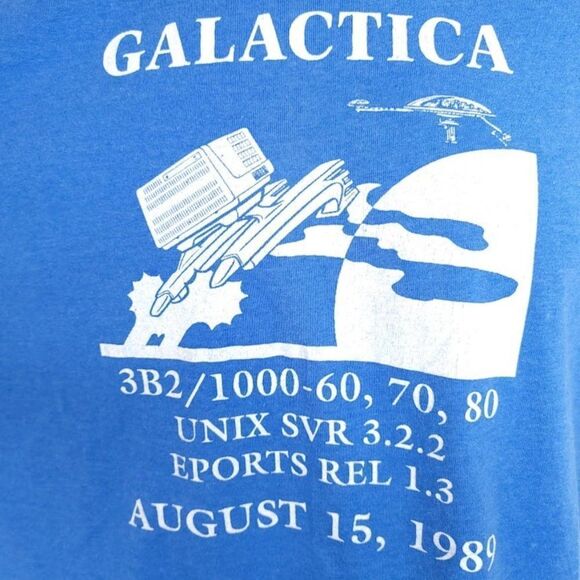 GALACTICA
3B2/1000-60, 70, 80
UNIX SVR 3.2.2
EPORTS REL 1.3
AUGUST 15, 1989